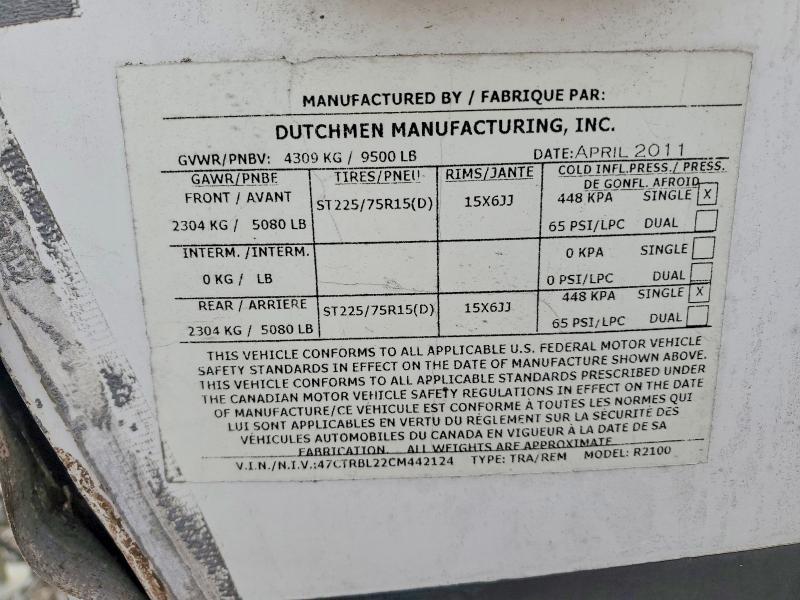 MANUFACTURED BY / FABRIQUE PAR:
DUTCHMEN MANUFACTURING, INC.
GVWR/PNBV: 4309 KG / 9500 LB DATE: APRIL 2011
GAWR/PNBE TIRES/PNEU RIMS/JANTE COLD INFL.PRESS./ PRESS. DE GONFL. AFROID
FRONT / AVANT ST225/75R15(D) 15X6JJ 448 KPA SINGLE X
2304 KG / 5080 LB 65 PSI/LPC DUAL
INTERM. /INTERM. 0 KPA SINGLE
0 KG / LB 0 PSI/LPC DUAL
REAR / ARRIERE ST225/75R15(D) 15X6JJ 448 KPA SINGLE X
2304 KG / 5080 LB 65 PSI/LPC DUAL
THIS VEHICLE CONFORMS TO ALL APPLICABLE U.S. FEDERAL MOTOR VEHICLE
SAFETY STANDARDS IN EFFECT ON THE DATE OF MANUFACTURE SHOWN ABOVE.
THIS VEHICLE CONFORMS TO ALL APPLICABLE STANDARDS PRESCRIBED UNDER
THE CANADIAN MOTOR VEHICLE SAFETY REGULATIONS IN EFFECT ON THE DATE
OF MANUFACTURE/CE VÉHICULE EST CONFORME À TOUTES LES NORMES QUI
LUI SONT APPLICABLES EN VERTU DU RÈGLEMENT SUR LA SÉCURITÉ DES
VÉHICULES AUTOMOBILES DU CANADA EN VIGUEUR À LA DATE DE SA
FABRICATION. ALL WEIGHTS ARE APPROXIMATE
V.I.N./N.I.V.:47CTRBL22CM442124 TYPE: TRA/REM MODEL: R2100